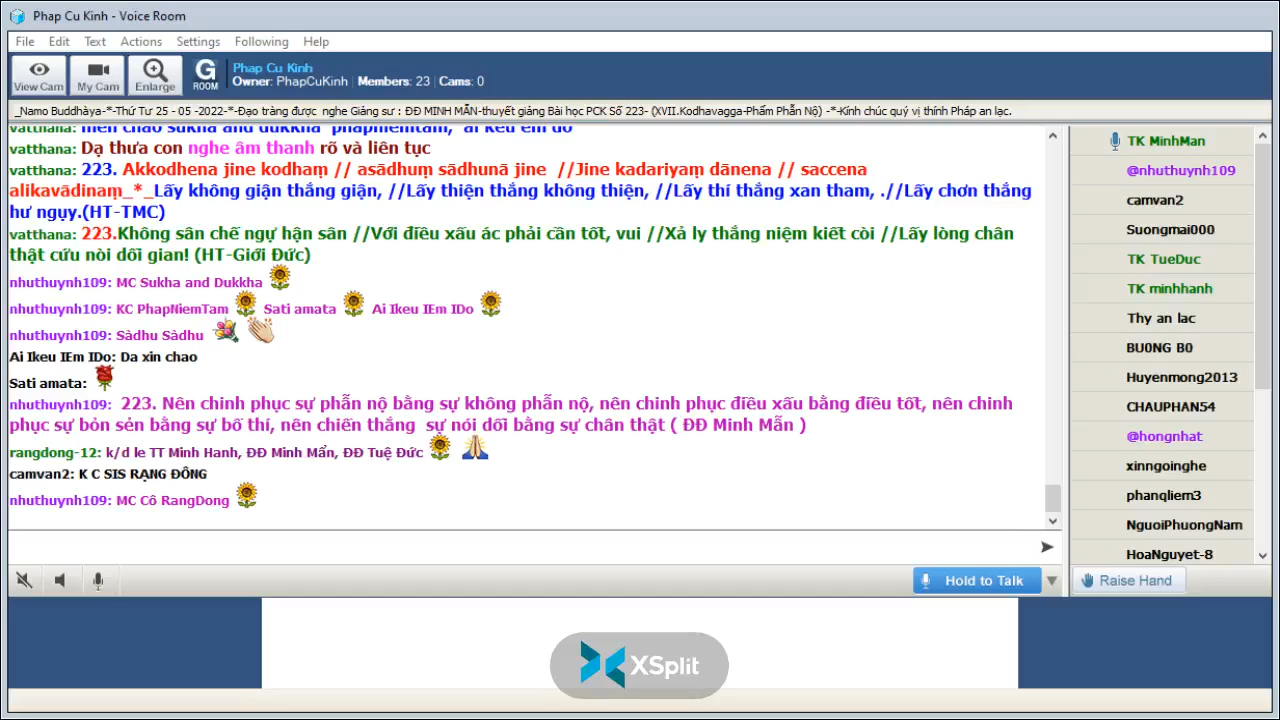 Phap Cu Kinh - Voice Room
File Edit Text Actions Settings Following Help
View Cam My Cam Enlarge G ROOM Phap Cu Kinh
Owner: PhapCuKinh | Members: 23 | Cams: 0
_Namo Buddhàya-*-Thứ Tư 25 - 05 -2022-*-Đạo tràng được nghe Giảng sư : ĐĐ MINH MẪN-thuyết giảng Bài học PCK Số 223- (XVII.Kodhavagga-Phẩm Phẫn Nộ) -*-Kính chúc quý vị thính Pháp an lạc.
vatthana: mến chào sukha and dukkha phapniemtam, ai keu em do
vatthana: Dạ thưa con nghe âm thanh rõ và liên tục
vatthana: 223. Akkodhena jine kodhaṃ // asādhuṃ sādhunā jine //Jine kadariyaṃ dānena // saccena
alikavādinaṃ_*_Lấy không giận thắng giận, //Lấy thiện thắng không thiện, //Lấy thí thắng xan tham, .//Lấy chơn thắng
hư ngụy.(HT-TMC)
vatthana: 223.Không sân chế ngự hận sân //Với điều xấu ác phải cần tốt, vui //Xả ly thắng niệm kiết còi //Lấy lòng chân
thật cứu nòi dối gian! (HT-Giới Đức)
nhuthuynh109: MC Sukha and Dukkha
nhuthuynh109: KC PhapNiemTam Sati amata Ai Ikeu IEm IDo
nhuthuynh109: Sàdhu Sàdhu
Ai Ikeu IEm IDo: Da xin chao
Sati amata:
nhuthuynh109: 223. Nên chinh phục sự phẫn nộ bằng sự không phẫn nộ, nên chinh phục điều xấu bằng điều tốt, nên chinh
phục sự bỏn sẻn bằng sự bố thí, nên chiến thắng sự nói dối bằng sự chân thật ( ĐĐ Minh Mẫn )
rangdong-12: k/d le TT Minh Hanh, ĐĐ Minh Mẩn, ĐĐ Tuệ Đức
camvan2: K C SIS RẠNG ĐÔNG
nhuthuynh109: MC Cô RangDong
TK MinhMan
@nhuthuynh109
camvan2
Suongmai000
TK TueDuc
TK minhhanh
Thy an lac
BU0NG B0
Huyenmong2013
CHAUPHAN54
@hongnhat
xinngoinghe
phanqliem3
NguoiPhuongNam
HoaNguyet-8
Hold to Talk
Raise Hand
XSplit